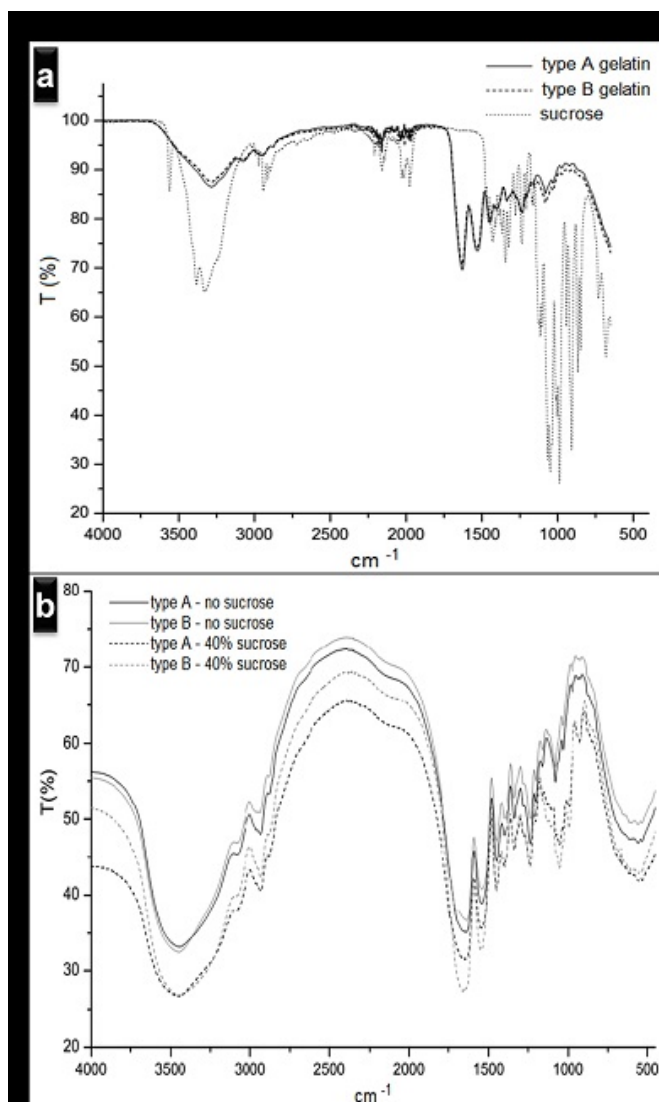 a
type A gelatin
type B gelatin
sucrose
100
90
80
70
60
50
40
30
20
T (%)
4000 3500 3000 2500 2000 1500 1000 500
cm -1
b
type A - no sucrose
type B - no sucrose
type A - 40% sucrose
type B - 40% sucrose
80
70
60
50
40
30
20
T(%)
4000 3500 3000 2500 2000 1500 1000 500
cm -1